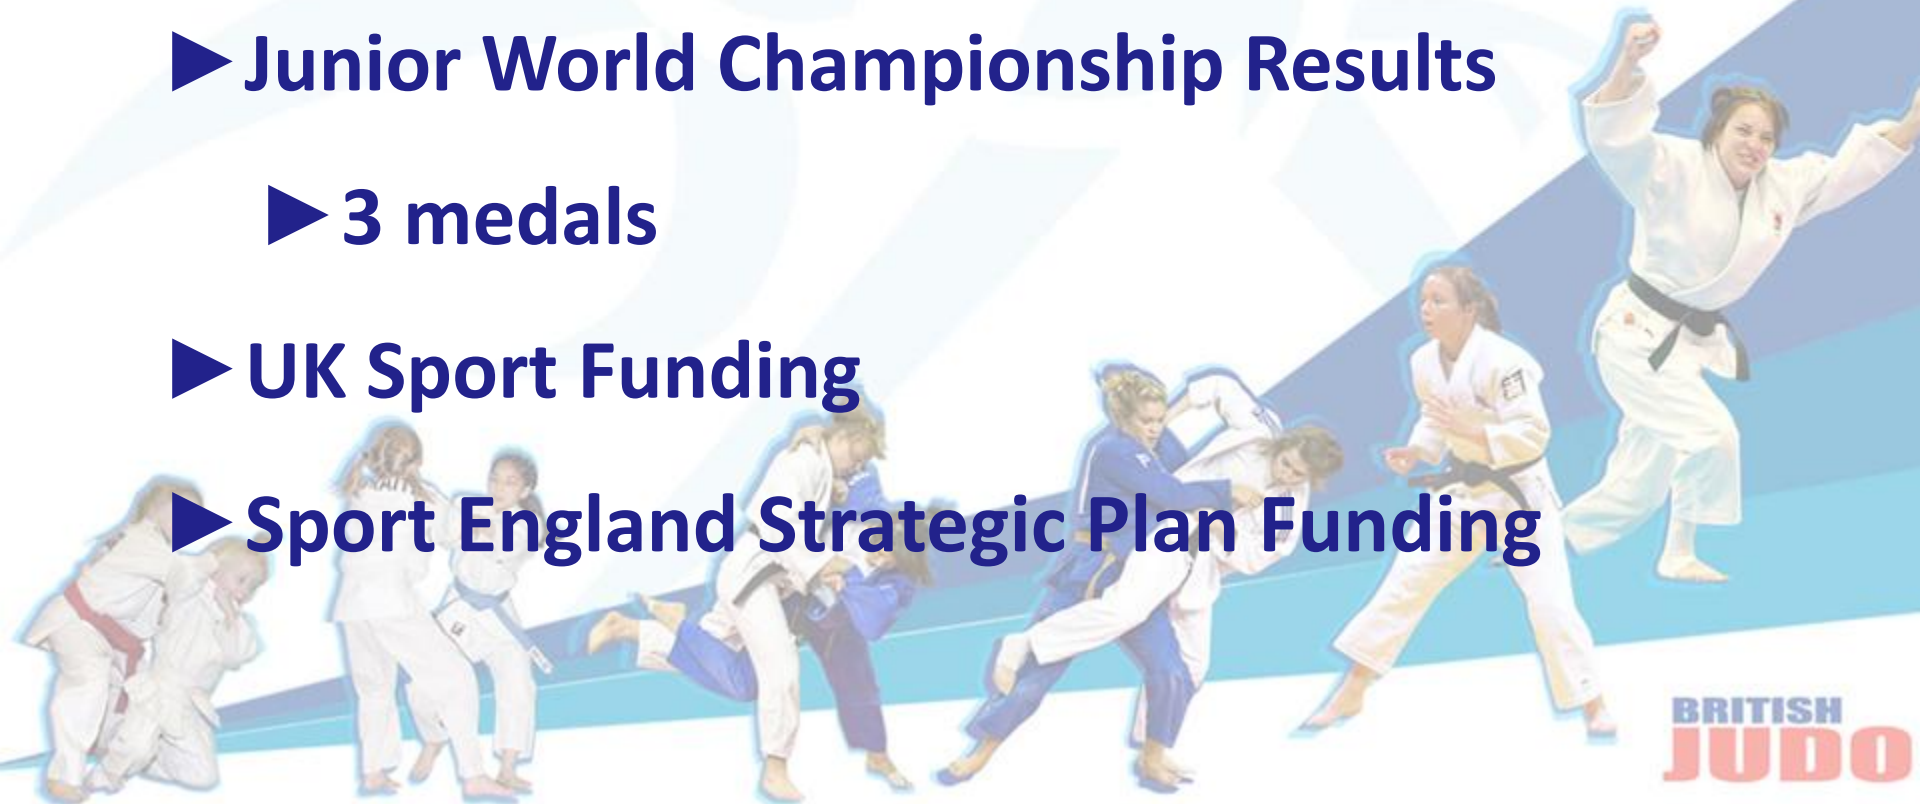 ►Junior World Championship Results
►3 medals
►UK Sport Funding
►Sport England Strategic Plan Funding
BRITISH
JUDO